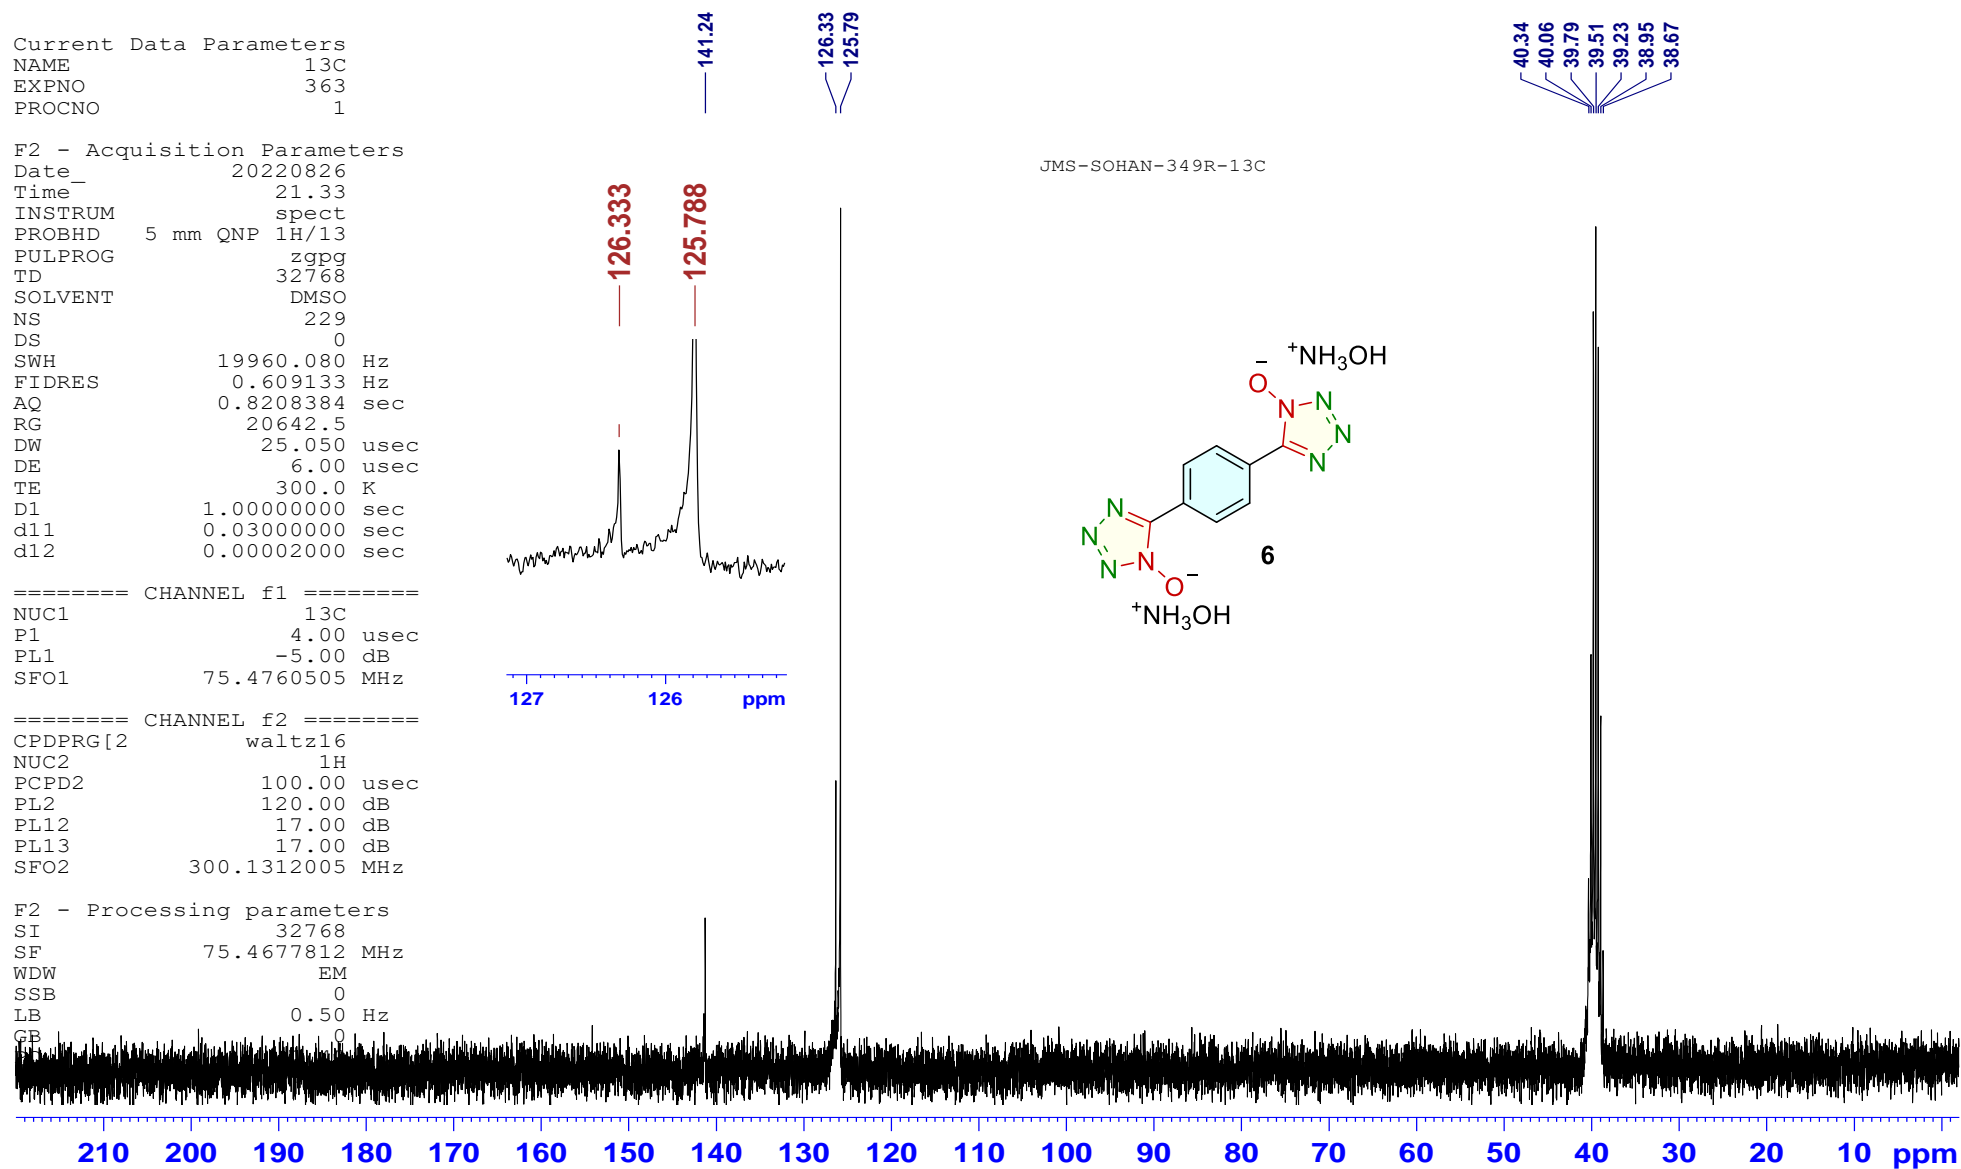 Current Data Parameters
NAME 13C
EXPNO 363
PROCNO 1
F2 - Acquisition Parameters
Date_ 20220826
Time 21.33
INSTRUM spect
PROBHD 5 mm QNP 1H/13
PULPROG zgpg
TD 32768
SOLVENT DMSO
NS 229
DS 0
SWH 19960.080 Hz
FIDRES 0.609133 Hz
AQ 0.8208384 sec
RG 20642.5
DW 25.050 usec
DE 6.00 usec
TE 300.0 K
D1 1.00000000 sec
d11 0.03000000 sec
d12 0.00002000 sec
======== CHANNEL f1 ========
NUC1 13C
P1 4.00 usec
PL1 -5.00 dB
SFO1 75.4760505 MHz
======== CHANNEL f2 ========
CPDPRG[2 waltz16
NUC2 1H
PCPD2 100.00 usec
PL2 120.00 dB
PL12 17.00 dB
PL13 17.00 dB
SFO2 300.1312005 MHz
F2 - Processing parameters
SI 32768
SF 75.4677812 MHz
WDW EM
SSB 0
LB 0.50 Hz
GB 0
141.24
126.33
125.79
40.34
40.06
39.79
39.51
39.23
38.95
38.67
JMS-SOHAN-349R-13C
126.333
125.788
127 126 ppm
− +NH3OH
O
N N
N
N
N
N
N N
O −
6
+NH3OH
210 200 190 180 170 160 150 140 130 120 110 100 90 80 70 60 50 40 30 20 10 ppm